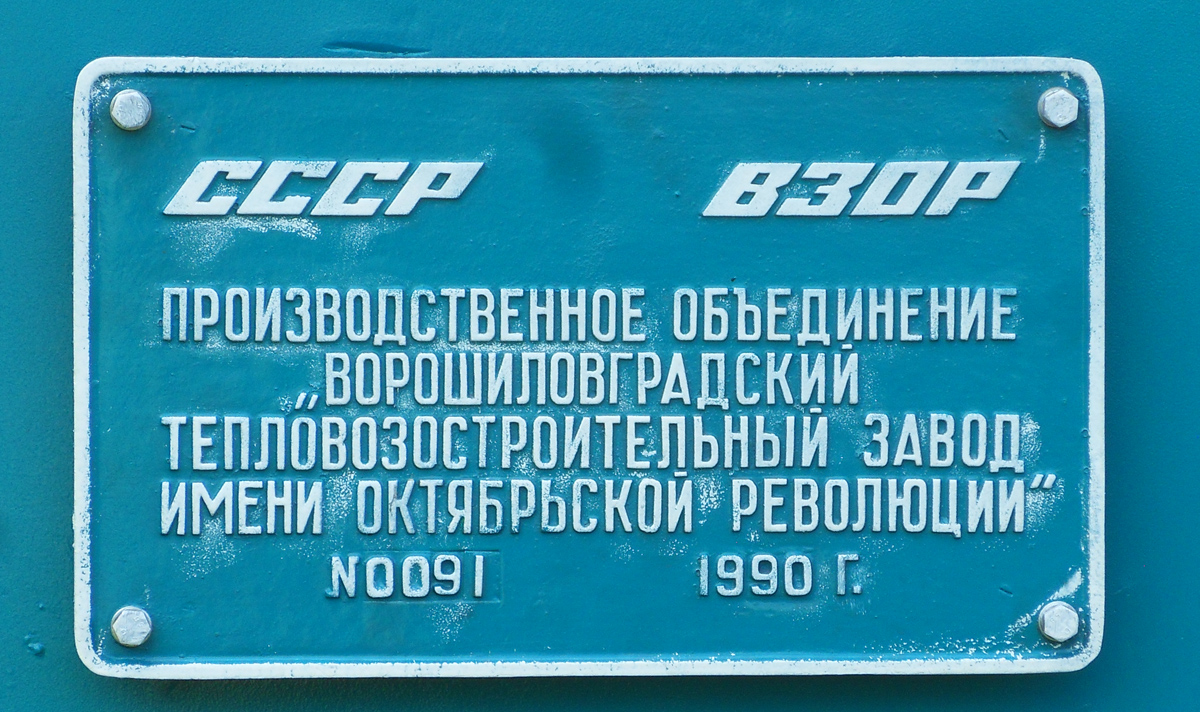 СССР ВЗОР
ПРОИЗВОДСТВЕННОЕ ОБЪЕДИНЕНИЕ
„ВОРОШИЛОВГРАДСКИЙ
ТЕПЛОВОЗОСТРОИТЕЛЬНЫЙ ЗАВОД
ИМЕНИ ОКТЯБРЬСКОЙ РЕВОЛЮЦИИ“
N0091 1990 Г.